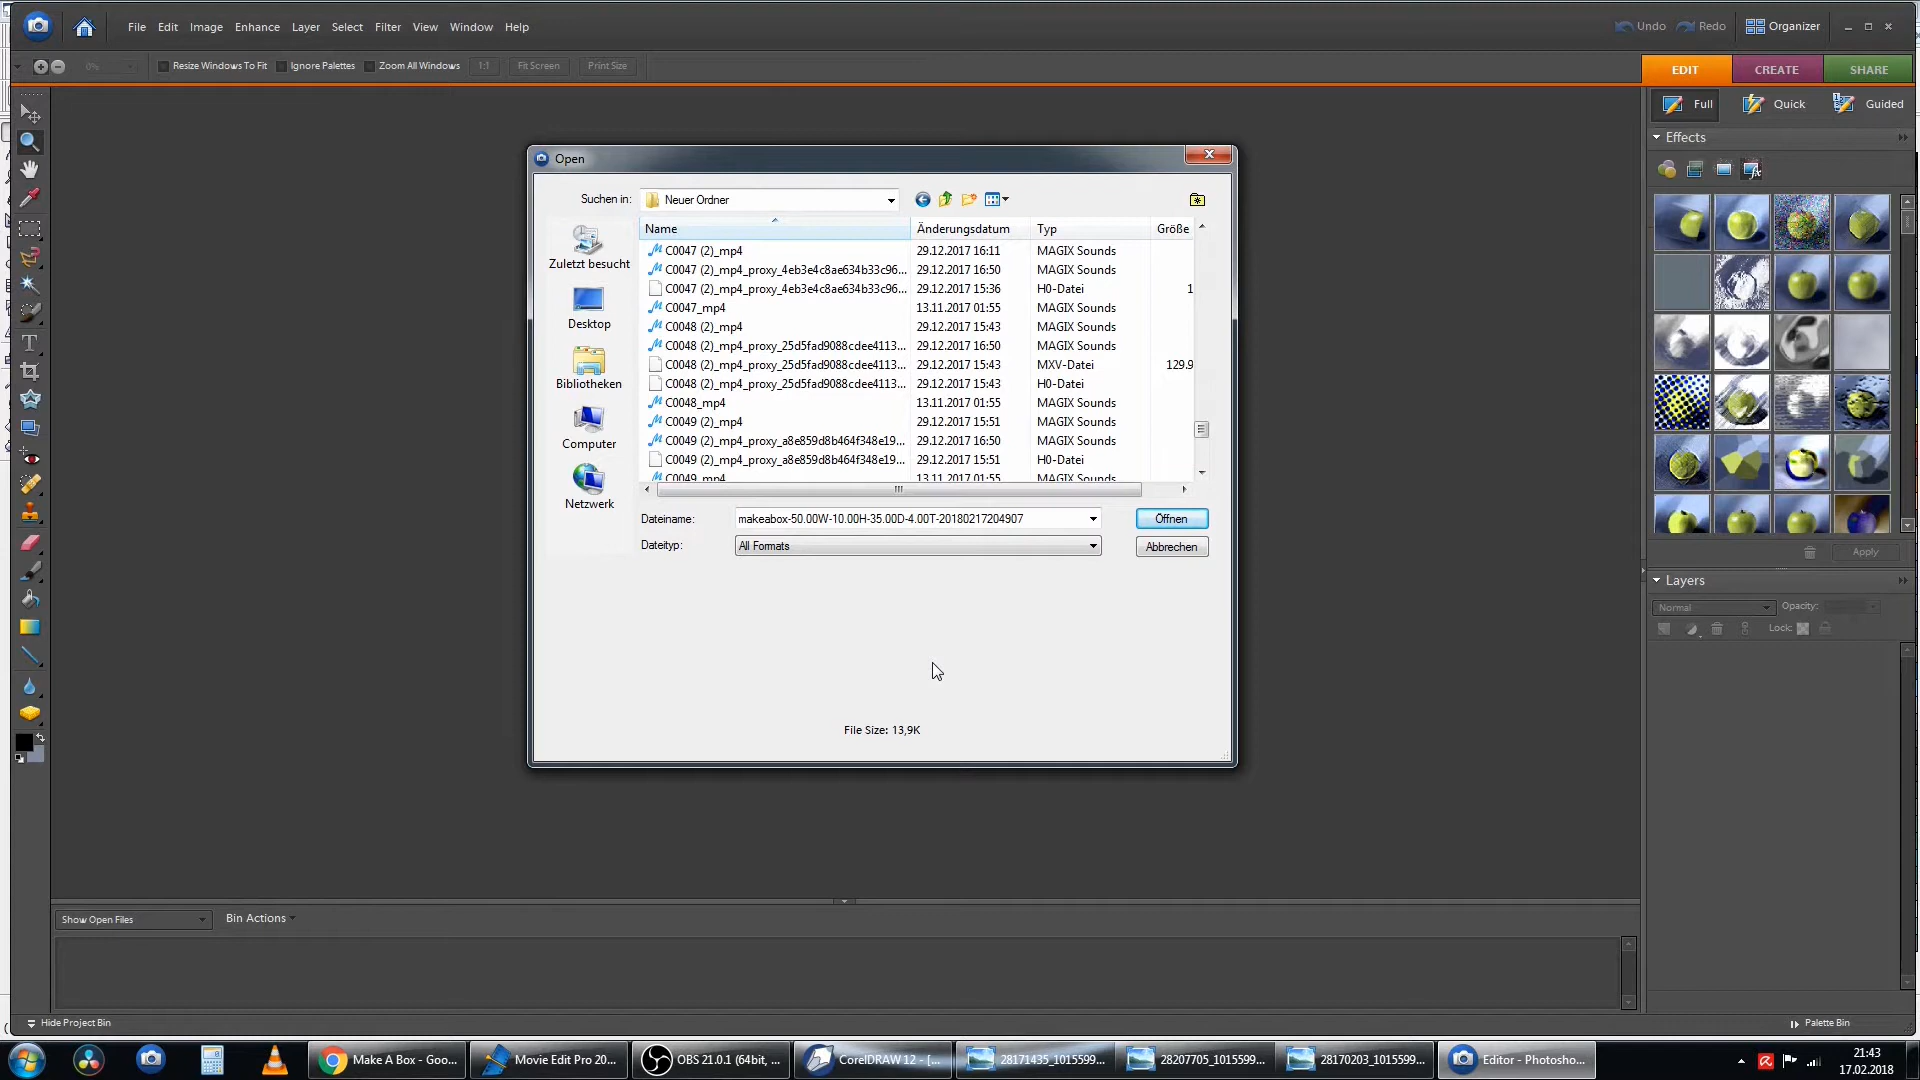 File Edit Image Enhance Layer Select Filter View Window Help
Undo Redo Organizer
0% Resize Windows To Fit Ignore Palettes Zoom All Windows 1:1 Fit Screen Print Size
EDIT CREATE SHARE
Full Quick Guided
Effects
Open
Suchen in: Neuer Ordner
Name Änderungsdatum Typ Größe
C0047 (2)_mp4 29.12.2017 16:11 MAGIX Sounds
C0047 (2)_mp4_proxy_4eb3e4c8ae634b33c96... 29.12.2017 16:50 MAGIX Sounds
C0047 (2)_mp4_proxy_4eb3e4c8ae634b33c96... 29.12.2017 15:36 H0-Datei 1
C0047_mp4 13.11.2017 01:55 MAGIX Sounds
C0048 (2)_mp4 29.12.2017 15:43 MAGIX Sounds
C0048 (2)_mp4_proxy_25d5fad9088cdee4113... 29.12.2017 16:50 MAGIX Sounds
C0048 (2)_mp4_proxy_25d5fad9088cdee4113... 29.12.2017 15:43 MXV-Datei 129.9
C0048 (2)_mp4_proxy_25d5fad9088cdee4113... 29.12.2017 15:43 H0-Datei
C0048_mp4 13.11.2017 01:55 MAGIX Sounds
C0049 (2)_mp4 29.12.2017 15:51 MAGIX Sounds
C0049 (2)_mp4_proxy_a8e859d8b464f348e19... 29.12.2017 16:50 MAGIX Sounds
C0049 (2)_mp4_proxy_a8e859d8b464f348e19... 29.12.2017 15:51 H0-Datei
C0049_mp4 13.11.2017 01:55 MAGIX Sounds
Zuletzt besucht
Desktop
Bibliotheken
Computer
Netzwerk
Dateiname: makeabox-50.00W-10.00H-35.00D-4.00T-20180217204907 Öffnen
Dateityp: All Formats Abbrechen
File Size: 13,9K
Apply
Layers
Normal Opacity:
Lock:
Show Open Files Bin Actions
Hide Project Bin
Palette Bin
Make A Box - Goo... Movie Edit Pro 20... OBS 21.0.1 (64bit, ... CorelDRAW 12 - [... 28171435_1015599... 28207705_1015599... 28170203_1015599... Editor - Photosho...
21:43
17.02.2018